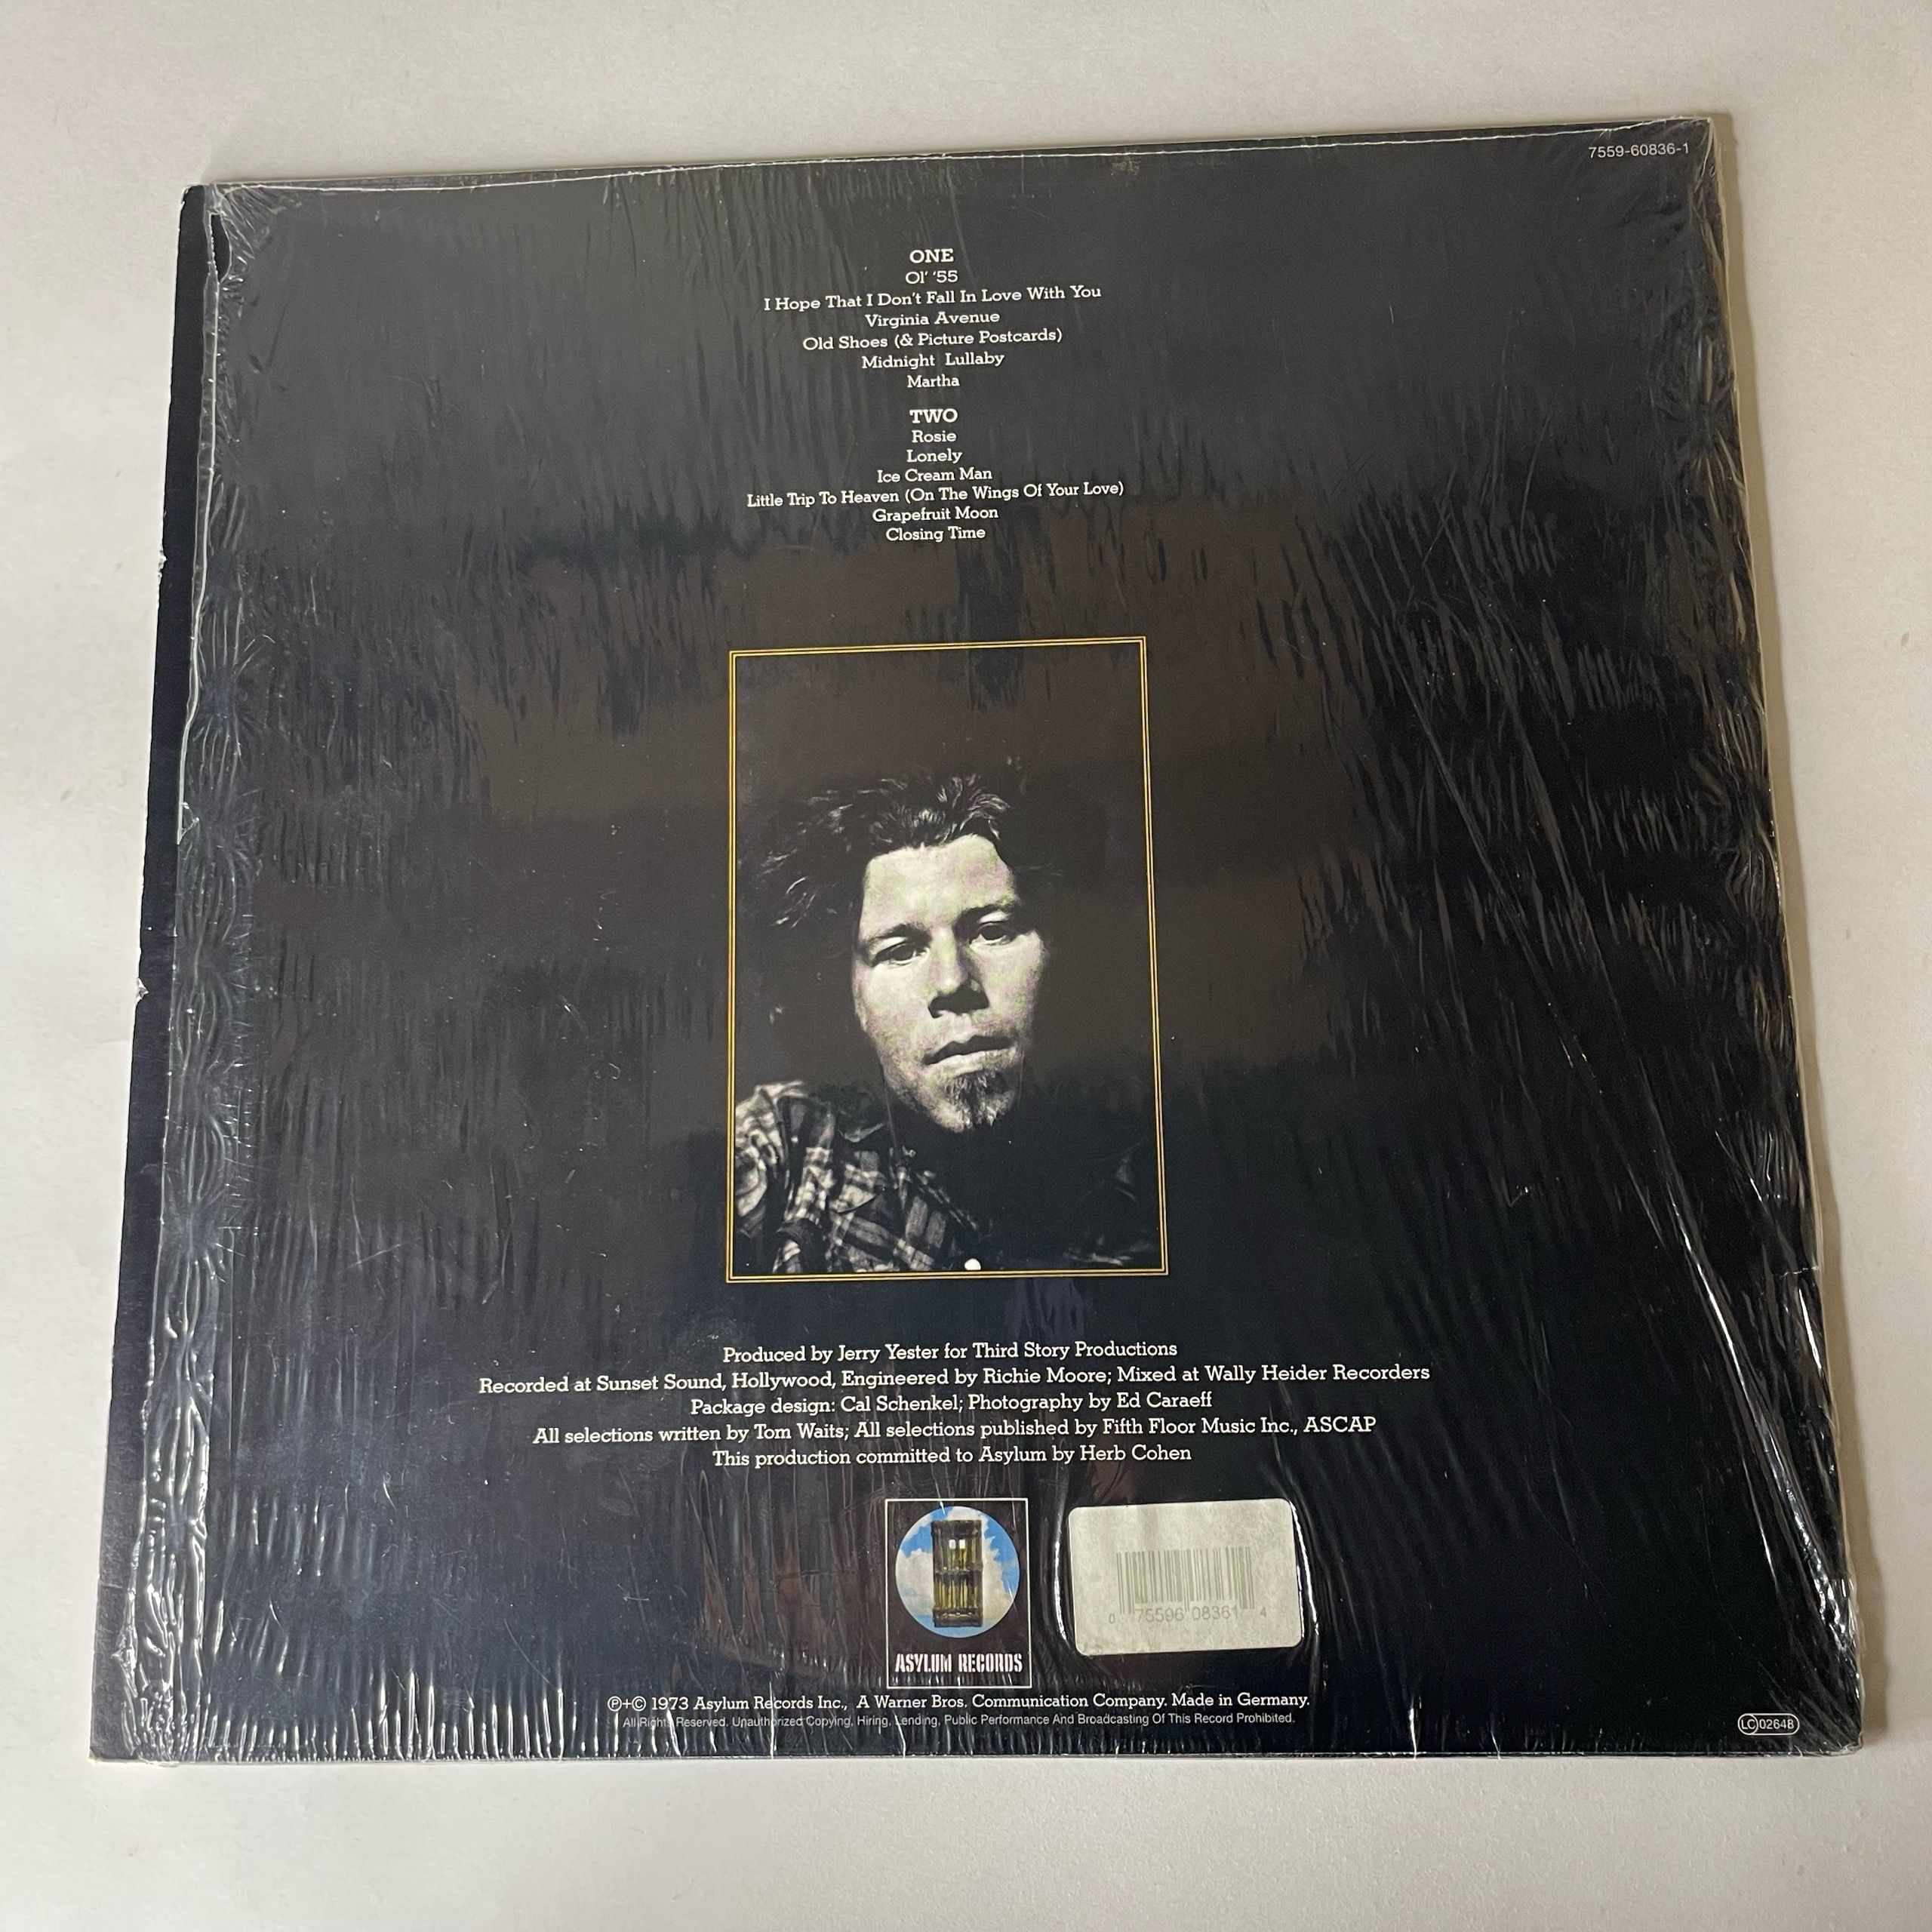 7559-60836-1
ONE
Ol' '55
I Hope That I Don't Fall In Love With You
Virginia Avenue
Old Shoes (& Picture Postcards)
Midnight Lullaby
Martha
TWO
Rosie
Lonely
Ice Cream Man
Little Trip To Heaven (On The Wings Of Your Love)
Grapefruit Moon
Closing Time
Produced by Jerry Yester for Third Story Productions
Recorded at Sunset Sound, Hollywood, Engineered by Richie Moore; Mixed at Wally Heider Recorders
Package design: Cal Schenkel; Photography by Ed Caraeff
All selections written by Tom Waits; All selections published by Fifth Floor Music Inc., ASCAP
This production committed to Asylum by Herb Cohen
ASYLUM RECORDS
0 75596 08361 4
℗+© 1973 Asylum Records Inc., A Warner Bros. Communication Company. Made in Germany.
All Rights Reserved. Unauthorized Copying, Hiring, Lending, Public Performance And Broadcasting Of This Record Prohibited.
LC 0264B